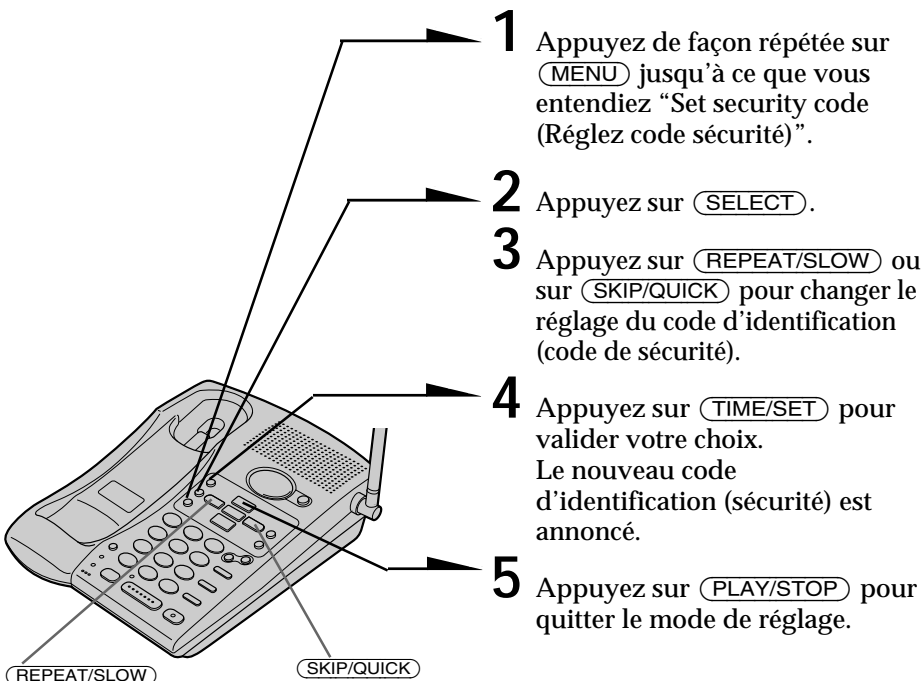 1 Appuyez de façon répétée sur
MENU jusqu'à ce que vous
entendiez “Set security code
(Réglez code sécurité)”.
2 Appuyez sur SELECT.
3 Appuyez sur REPEAT/SLOW ou
sur SKIP/QUICK pour changer le
réglage du code d'identification
(code de sécurité).
4 Appuyez sur TIME/SET pour
valider votre choix.
Le nouveau code
d'identification (sécurité) est
annoncé.
5 Appuyez sur PLAY/STOP pour
quitter le mode de réglage.
REPEAT/SLOW
SKIP/QUICK